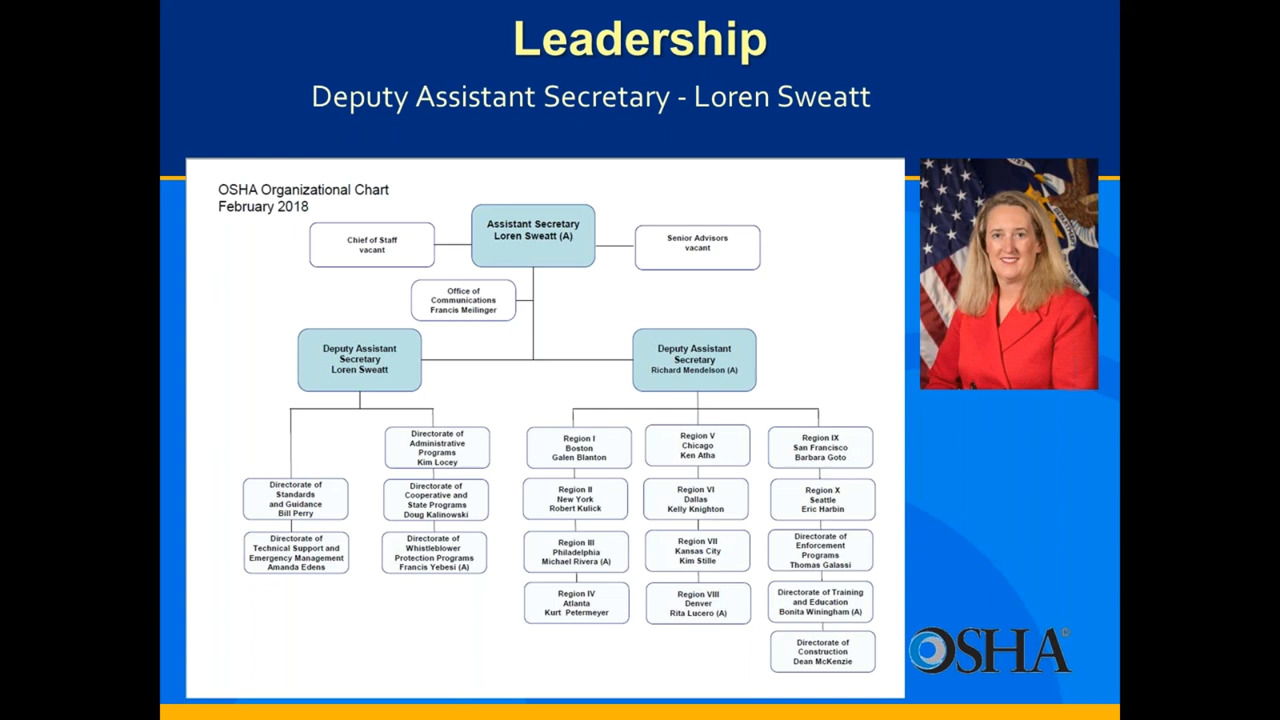 Leadership
Deputy Assistant Secretary - Loren Sweatt
OSHA Organizational Chart
February 2018
Assistant Secretary
Loren Sweatt (A)
Chief of Staff
vacant
Senior Advisors
vacant
Office of
Communications
Francis Meilinger
Deputy Assistant
Secretary
Loren Sweatt
Deputy Assistant
Secretary
Richard Mendelson (A)
Directorate of
Administrative
Programs
Kim Locey
Directorate of
Standards
and Guidance
Bill Perry
Directorate of
Cooperative and
State Programs
Doug Kalinowski
Directorate of
Technical Support and
Emergency Management
Amanda Edens
Directorate of
Whistleblower
Protection Programs
Francis Yebesi (A)
Region I
Boston
Galen Blanton
Region II
New York
Robert Kulick
Region III
Philadelphia
Michael Rivera (A)
Region IV
Atlanta
Kurt Petermeyer
Region V
Chicago
Ken Atha
Region VI
Dallas
Kelly Knighton
Region VII
Kansas City
Kim Stille
Region VIII
Denver
Rita Lucero (A)
Region IX
San Francisco
Barbara Goto
Region X
Seattle
Eric Harbin
Directorate of
Enforcement
Programs
Thomas Galassi
Directorate of Training
and Education
Bonita Winingham (A)
Directorate of
Construction
Dean McKenzie
OSHA®